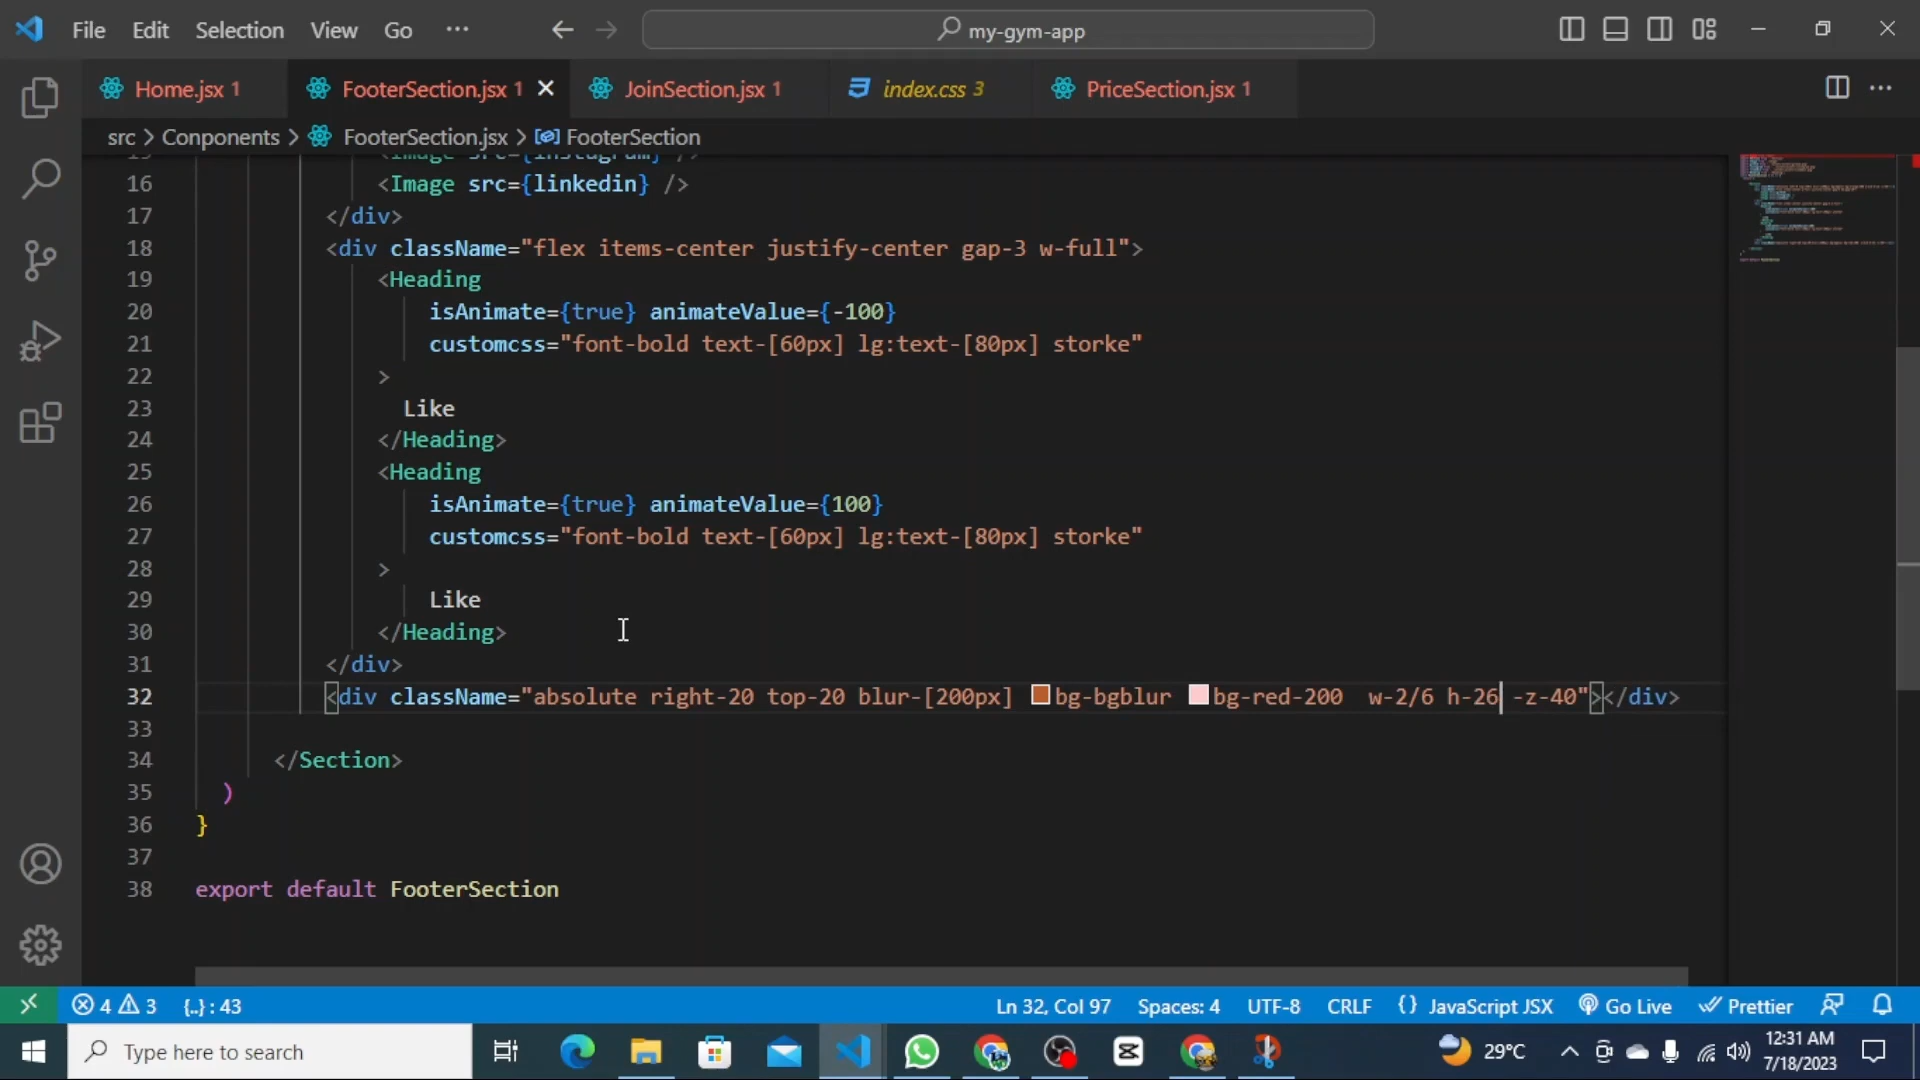 File Edit Selection View Go ···
my-gym-app
Home.jsx 1
FooterSection.jsx 1
JoinSection.jsx 1
index.css 3
PriceSection.jsx 1
src > Conponents > FooterSection.jsx > FooterSection
<Image src={instagram} />
16 <Image src={linkedin} />
17 </div>
18 <div className="flex items-center justify-center gap-3 w-full">
19 <Heading
20 isAnimate={true} animateValue={-100}
21 customcss="font-bold text-[60px] lg:text-[80px] storke"
22 >
23 Like
24 </Heading>
25 <Heading
26 isAnimate={true} animateValue={100}
27 customcss="font-bold text-[60px] lg:text-[80px] storke"
28 >
29 Like
30 </Heading>
31 </div>
32 <div className="absolute right-20 top-20 blur-[200px] bg-bgblur bg-red-200  w-2/6 h-26 -z-40"></div>
33
34 </Section>
35 )
36 }
37
38 export default FooterSection
4 3 {..} : 43
Ln 32, Col 97 Spaces: 4 UTF-8 CRLF {} JavaScript JSX Go Live Prettier
Type here to search
29°C
12:31 AM
7/18/2023